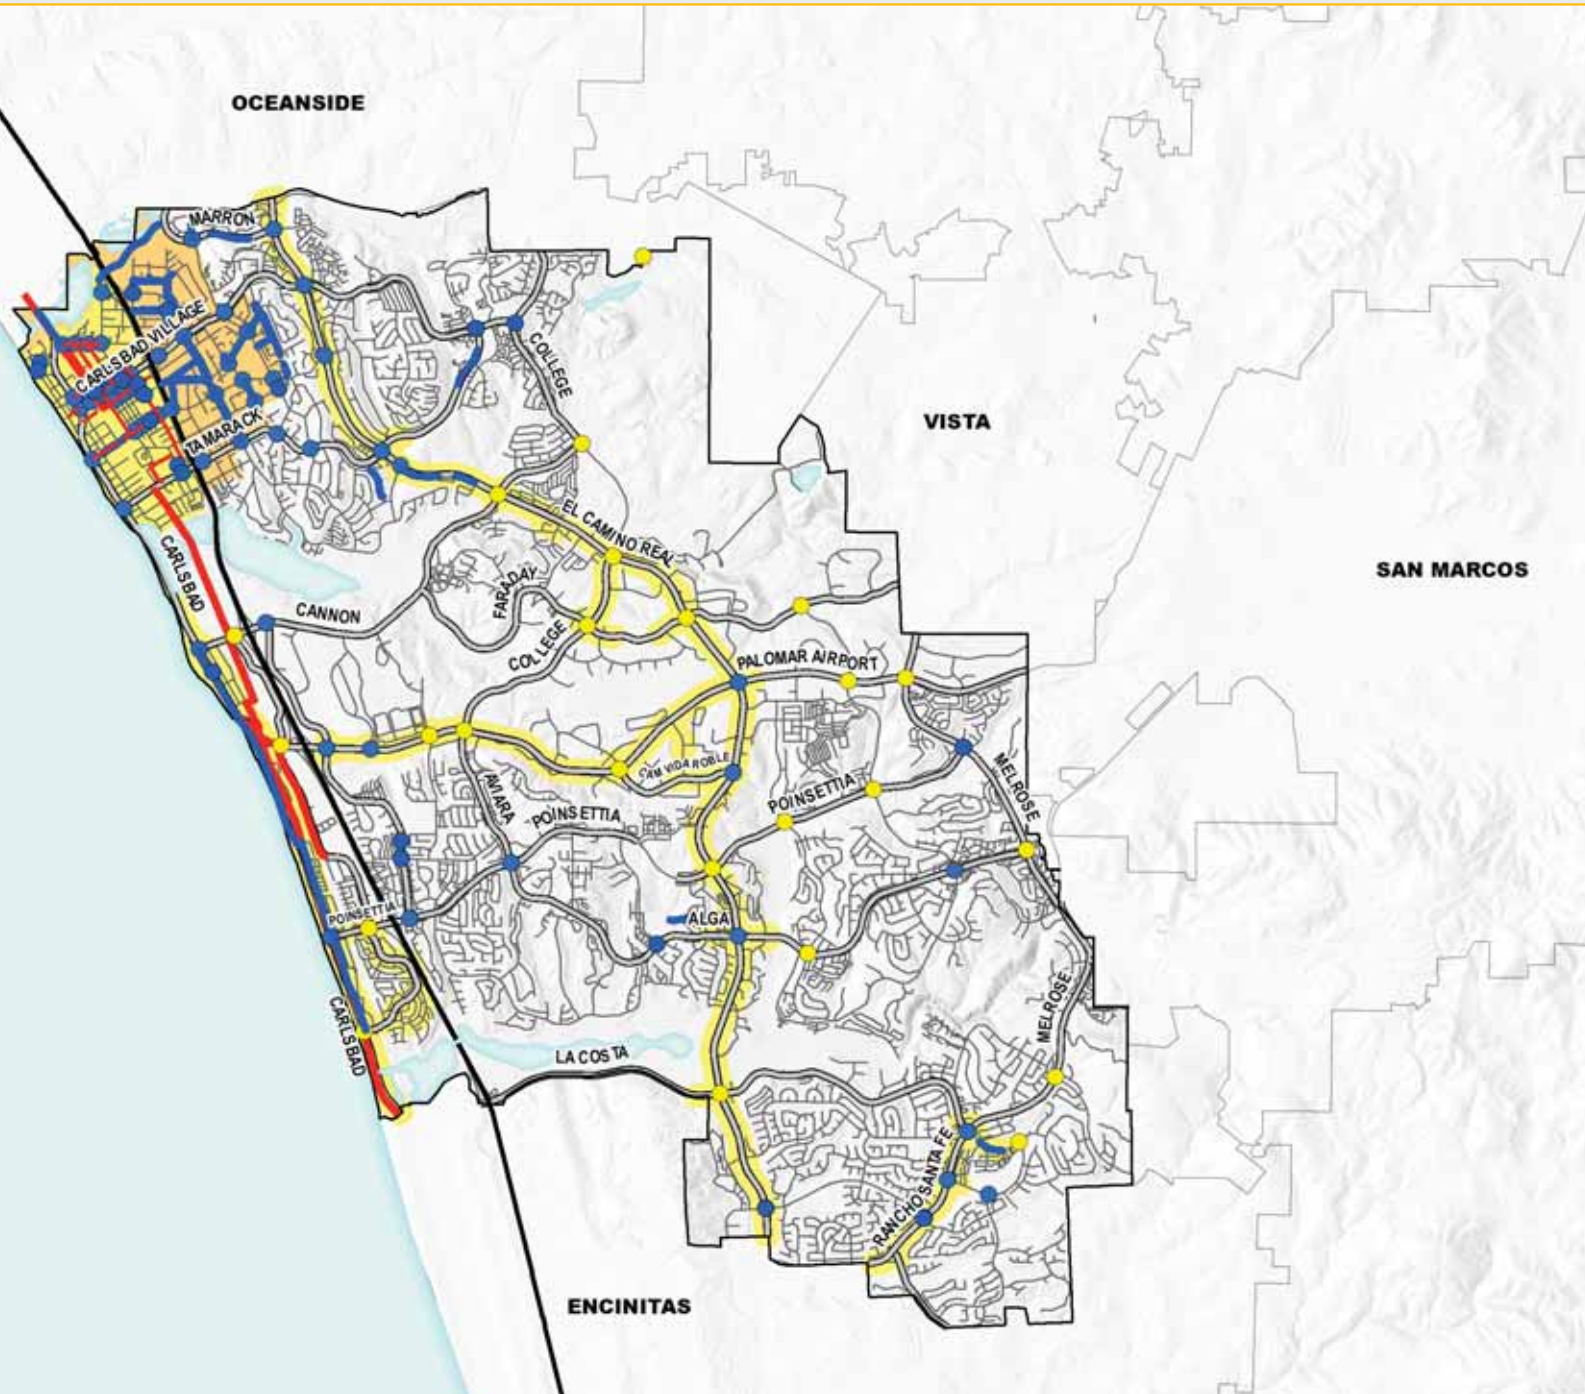 OCEANSIDE
MARRON
CARLSBAD VILLAGE
COLLEGE
TAMARACK
VISTA
EL CAMINO REAL
CARLSBAD
SAN MARCOS
FARADAY
CANNON
COLLEGE
PALOMAR AIRPORT
CAM VIDA ROBLE
MELROSE
AVIARA
POINSETTIA
POINSETTIA
POINSETTIA
ALGA
CARLSBAD
MELROSE
LA COSTA
RANCHO SANTA FE
ENCINITAS